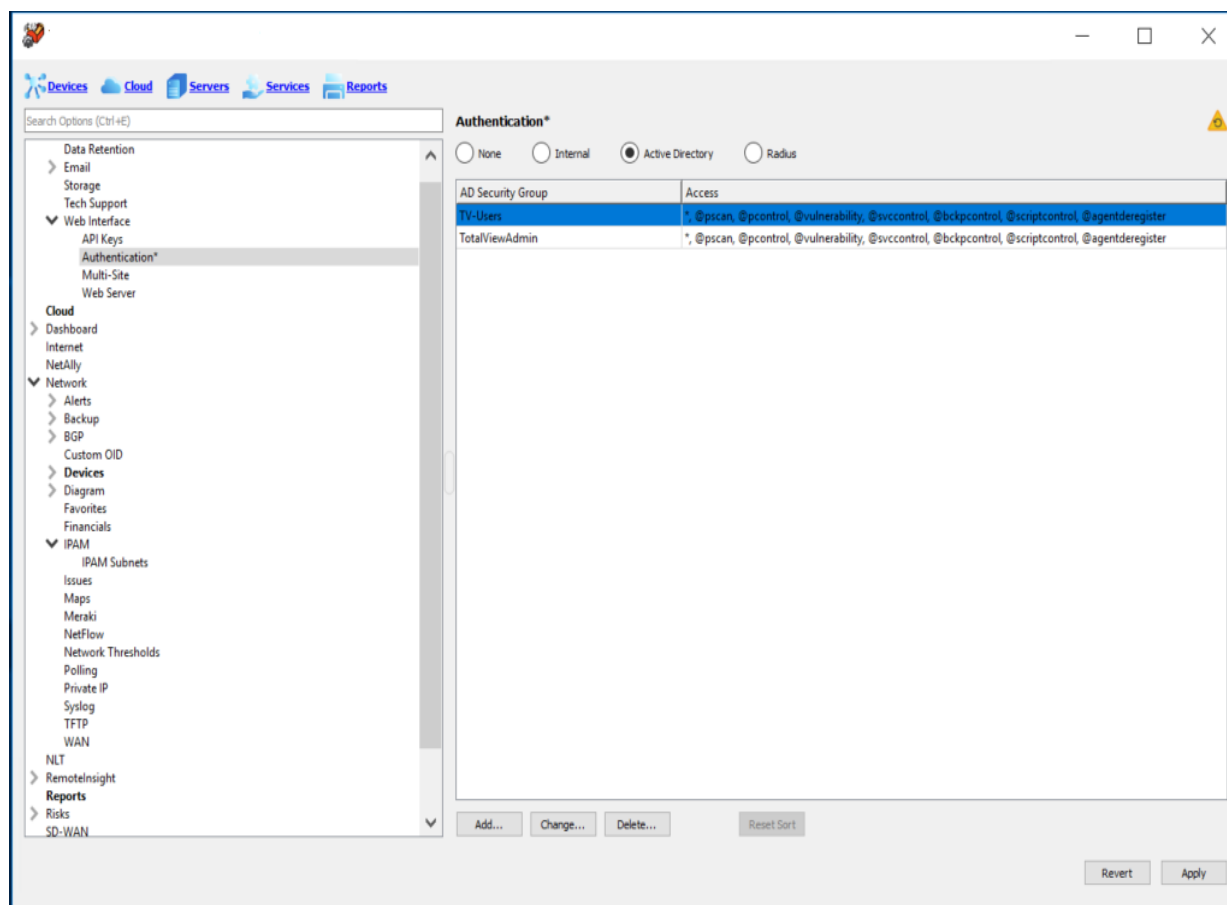 Devices Cloud Servers Services Reports
Search Options (Ctrl+E)
Data Retention
Email
Storage
Tech Support
Web Interface
API Keys
Authentication*
Multi-Site
Web Server
Cloud
Dashboard
Internet
NetAlly
Network
Alerts
Backup
BGP
Custom OID
Devices
Diagram
Favorites
Financials
IPAM
IPAM Subnets
Issues
Maps
Meraki
NetFlow
Network Thresholds
Polling
Private IP
Syslog
TFTP
WAN
NLT
RemoteInsight
Reports
Risks
SD-WAN
Authentication*
None Internal Active Directory Radius
AD Security Group Access
TV-Users *, @pscan, @pcontrol, @vulnerability, @svccontrol, @bckpcontrol, @scriptcontrol, @agentderegister
TotalViewAdmin *, @pscan, @pcontrol, @vulnerability, @svccontrol, @bckpcontrol, @scriptcontrol, @agentderegister
Add... Change... Delete... Reset Sort
Revert Apply